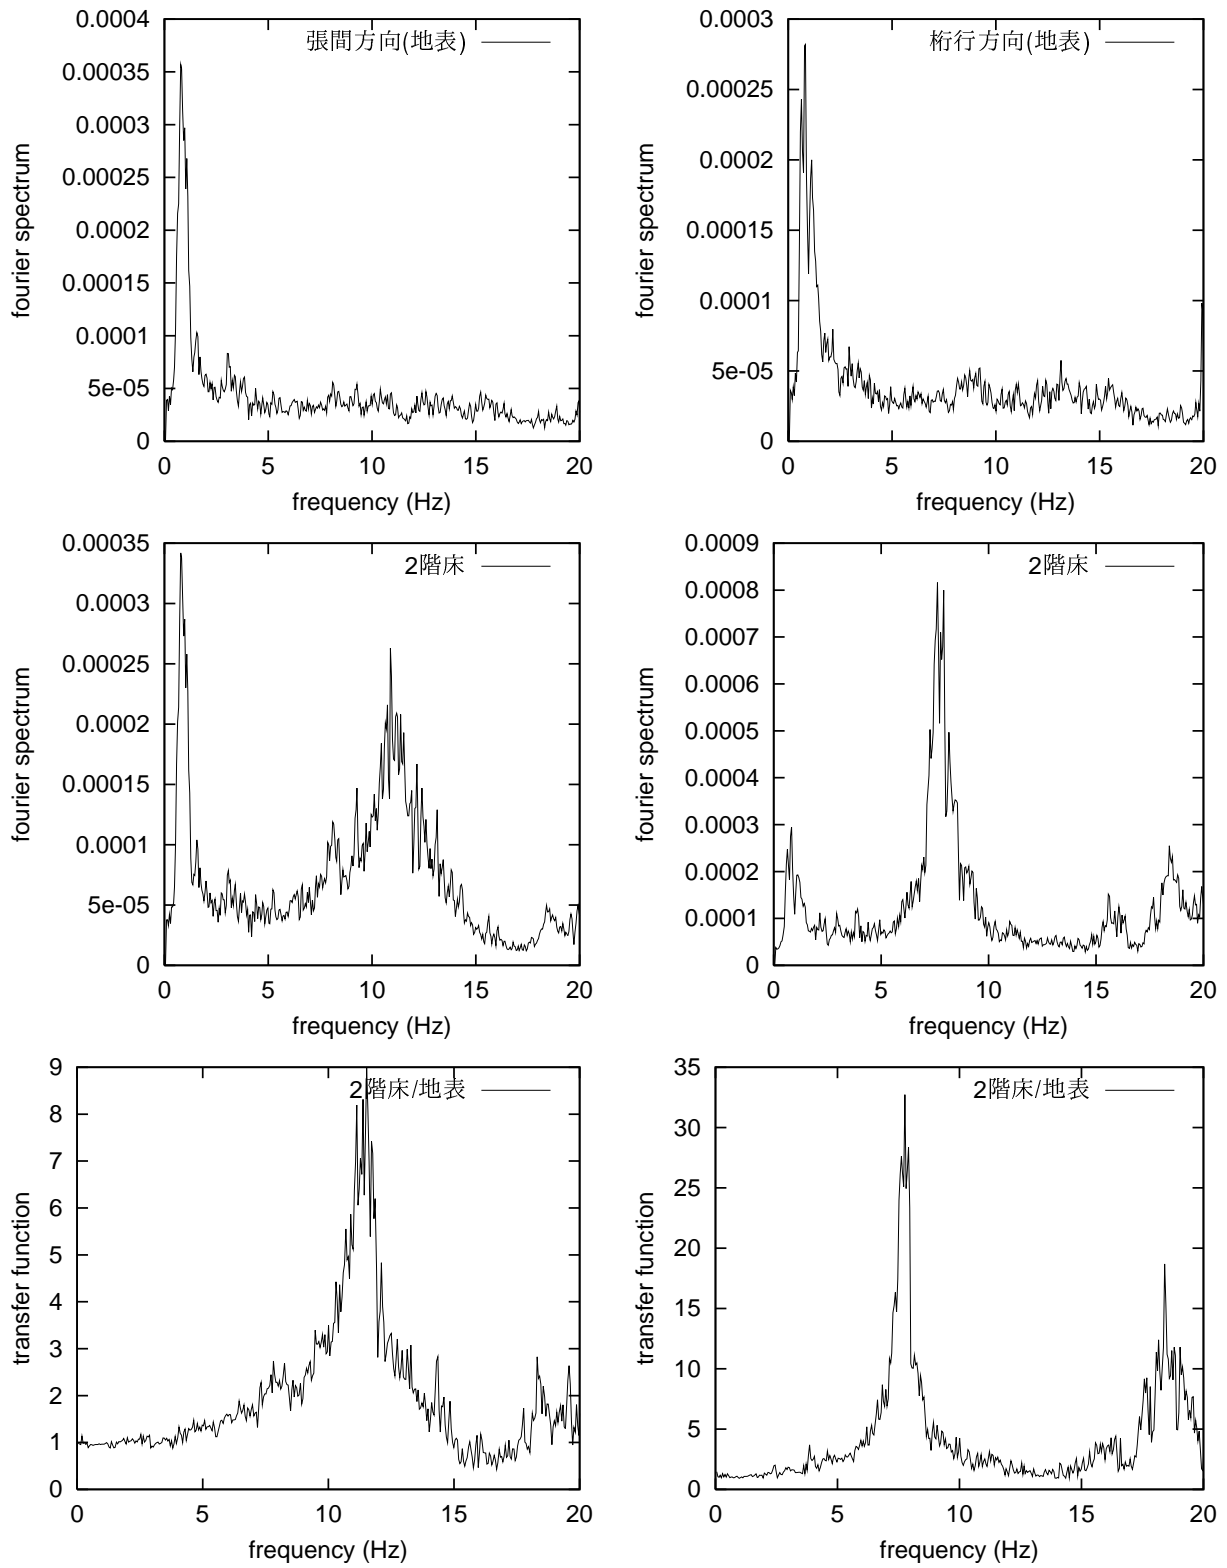 張間方向(地表)
fourier spectrum
0.0004
0.00035
0.0003
0.00025
0.0002
0.00015
0.0001
5e-05
0
0 5 10 15 20
frequency (Hz)
桁行方向(地表)
fourier spectrum
0.0003
0.00025
0.0002
0.00015
0.0001
5e-05
0
0 5 10 15 20
frequency (Hz)
2階床
fourier spectrum
0.00035
0.0003
0.00025
0.0002
0.00015
0.0001
5e-05
0
0 5 10 15 20
frequency (Hz)
2階床
fourier spectrum
0.0009
0.0008
0.0007
0.0006
0.0005
0.0004
0.0003
0.0002
0.0001
0
0 5 10 15 20
frequency (Hz)
2階床/地表
transfer function
9
8
7
6
5
4
3
2
1
0
0 5 10 15 20
frequency (Hz)
2階床/地表
transfer function
35
30
25
20
15
10
5
0
0 5 10 15 20
frequency (Hz)